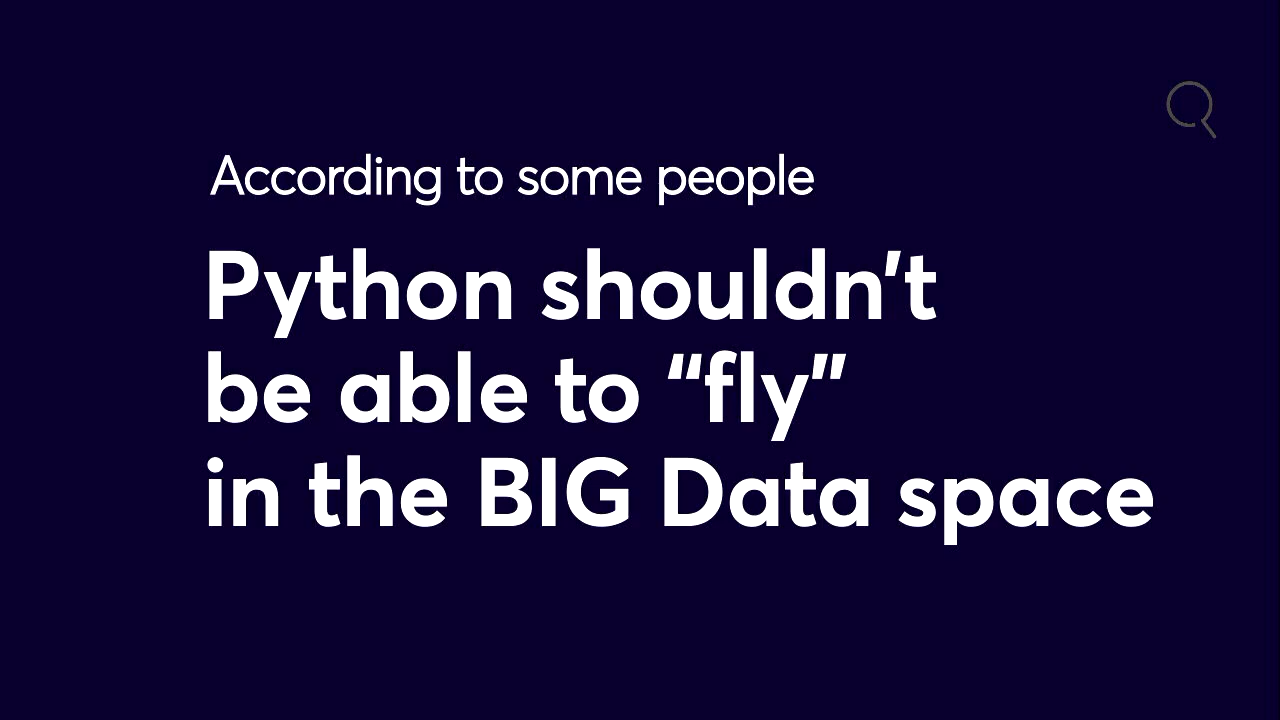 According to some people
Python shouldn't
be able to “fly”
in the BIG Data space